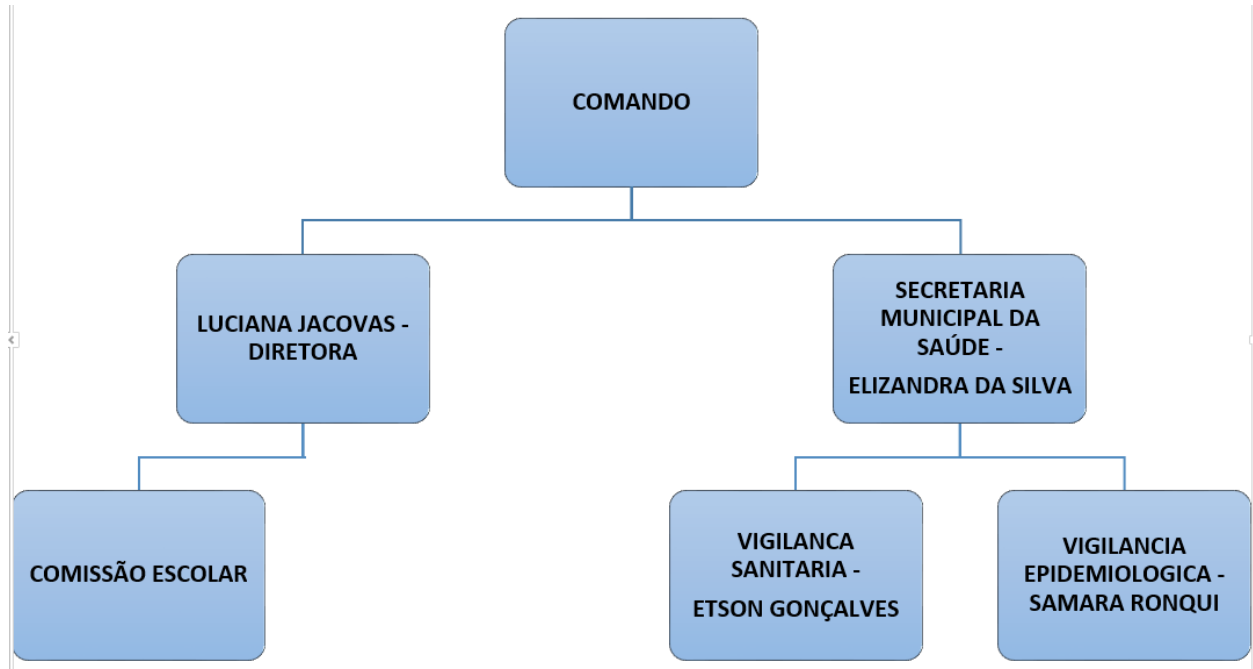 COMANDO
LUCIANA JACOVAS -
DIRETORA
SECRETARIA
MUNICIPAL DA
SAÚDE -
ELIZANDRA DA SILVA
COMISSÃO ESCOLAR
VIGILANCA
SANITARIA -
ETSON GONÇALVES
VIGILANCIA
EPIDEMIOLOGICA -
SAMARA RONQUI